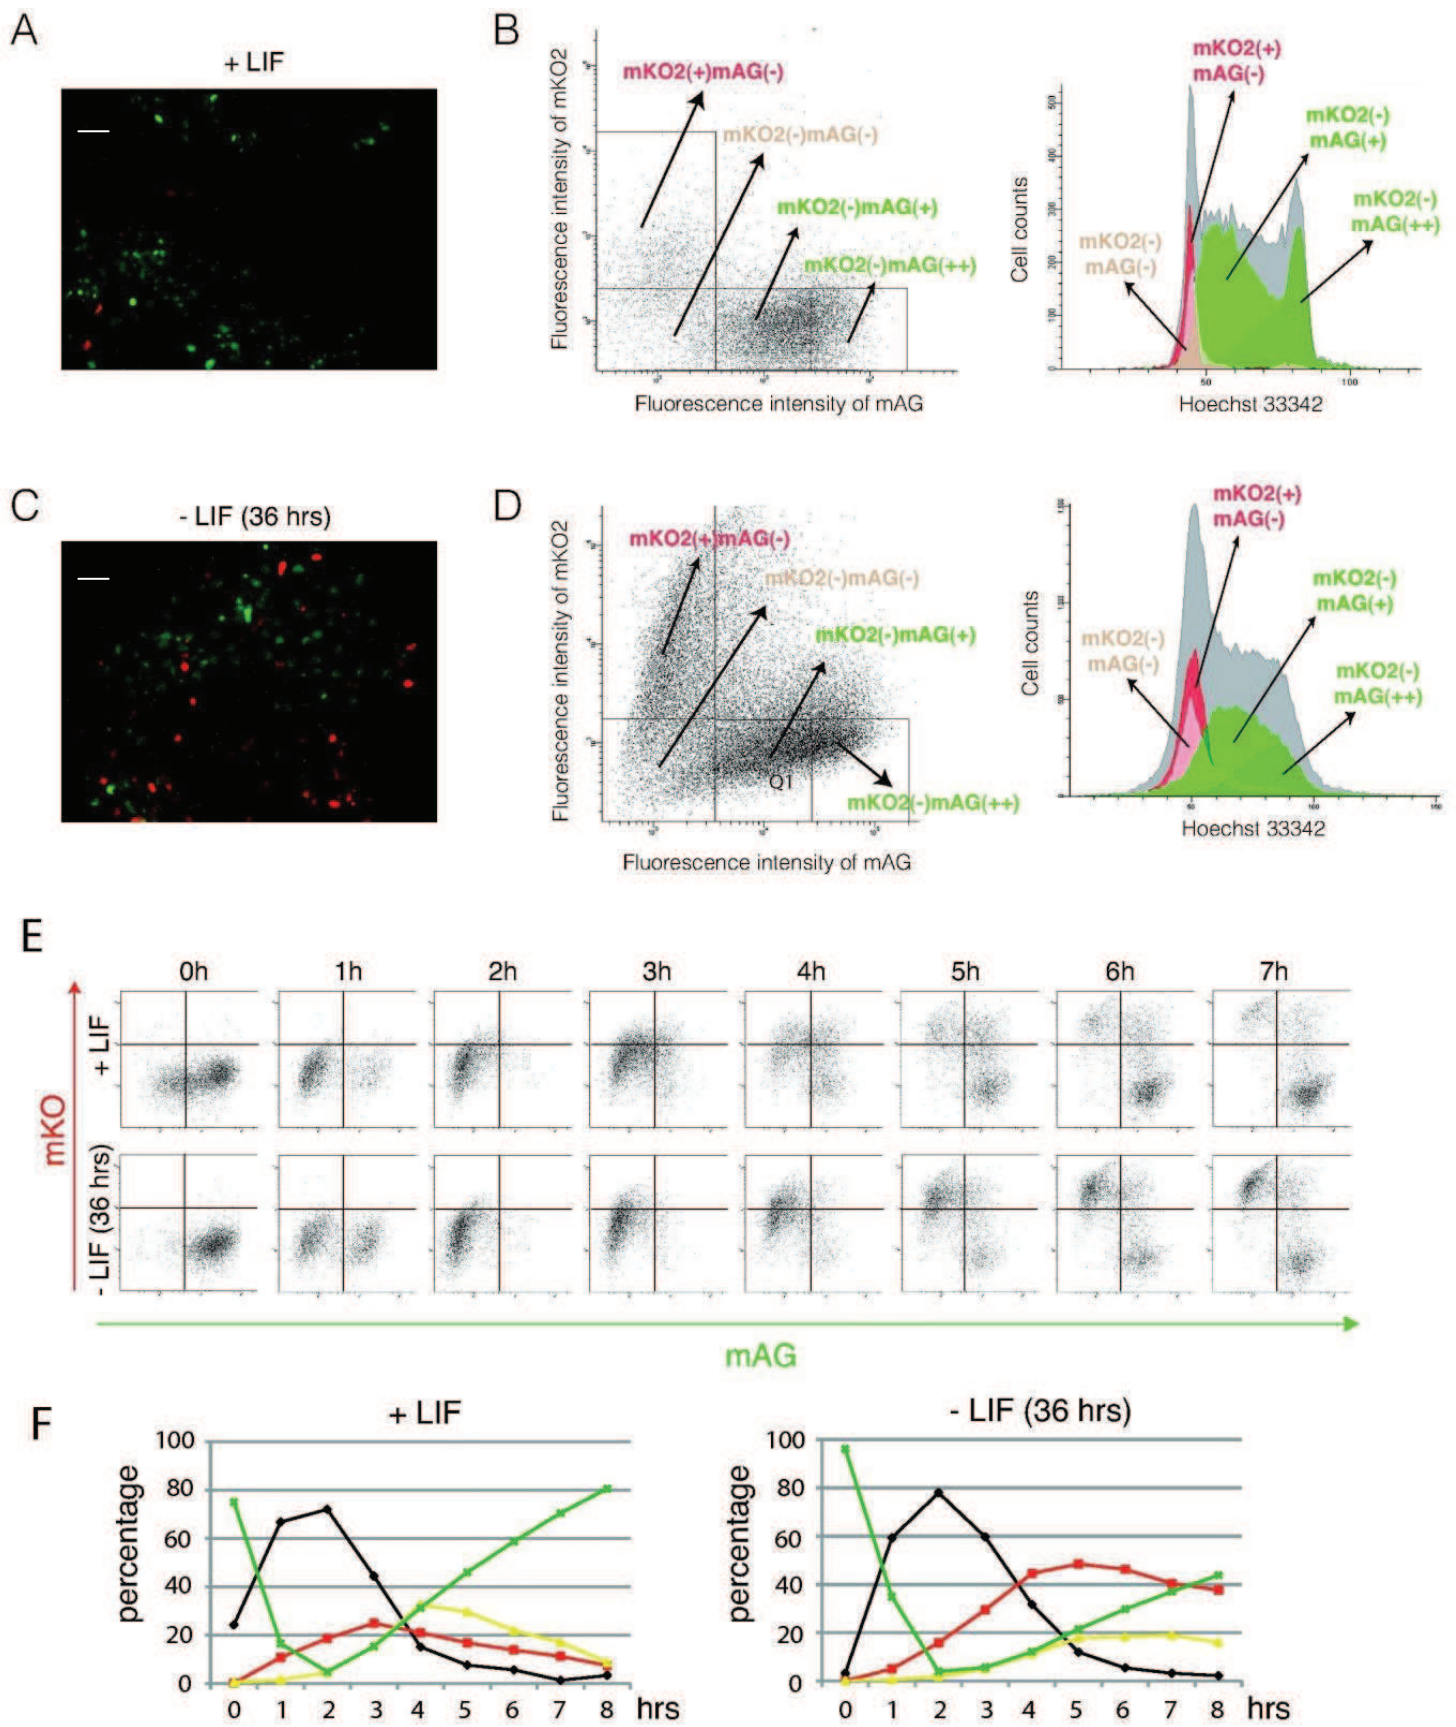 A
+ LIF
B
Fluorescence intensity of mKO2
mKO2(+)mAG(-)
mKO2(-)mAG(-)
mKO2(-)mAG(+)
mKO2(-)mAG(++)
Fluorescence intensity of mAG
Cell counts
mKO2(+)
mAG(-)
mKO2(-)
mAG(+)
mKO2(-)
mAG(++)
mKO2(-)
mAG(-)
50
100
Hoechst 33342
C
- LIF (36 hrs)
D
Fluorescence intensity of mKO2
mKO2(+)mAG(-)
mKO2(-)mAG(-)
mKO2(-)mAG(+)
Q1
mKO2(-)mAG(++)
Fluorescence intensity of mAG
Cell counts
mKO2(+)
mAG(-)
mKO2(-)
mAG(+)
mKO2(-)
mAG(-)
mKO2(-)
mAG(++)
50
100
Hoechst 33342
E
0h 1h 2h 3h 4h 5h 6h 7h
mKO
+ LIF
- LIF (36 hrs)
mAG
F
+ LIF
percentage
100
80
60
40
20
0
0 1 2 3 4 5 6 7 8 hrs
- LIF (36 hrs)
percentage
100
80
60
40
20
0
0 1 2 3 4 5 6 7 8 hrs